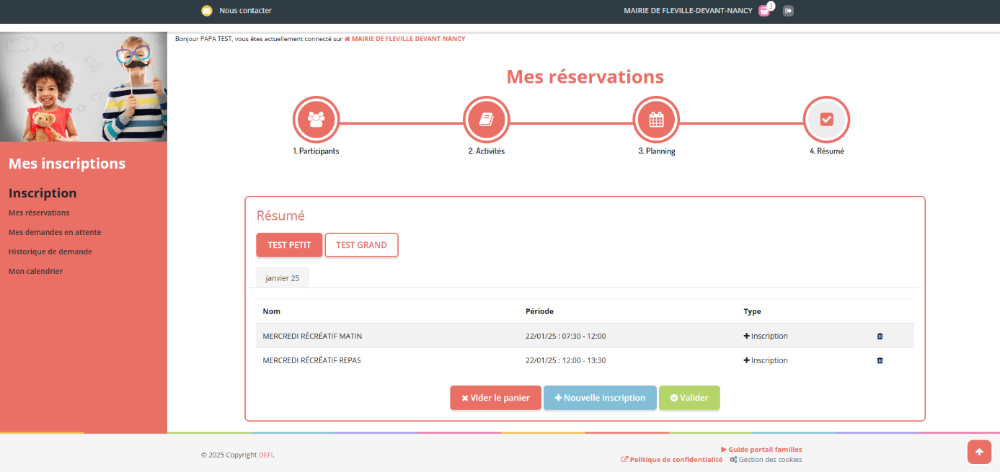 Nous contacter
MAIRIE DE FLEVILLE-DEVANT-NANCY 3
Bonjour PAPA TEST, vous êtes actuellement connecté sur MAIRIE DE FLEVILLE-DEVANT-NANCY
Mes inscriptions
Inscription
Mes réservations
Mes demandes en attente
Historique de demande
Mon calendrier
Mes réservations
1. Participants 2. Activités 3. Planning 4. Résumé
Résumé
TEST PETIT TEST GRAND
janvier 25
Nom Période Type
MERCREDI RÉCRÉATIF MATIN 22/01/25 : 07:30 - 12:00 Inscription
MERCREDI RÉCRÉATIF REPAS 22/01/25 : 12:00 - 13:30 Inscription
Vider le panier Nouvelle inscription Valider
© 2025 Copyright DEFI.
Guide portail familles
Politique de confidentialité Gestion des cookies